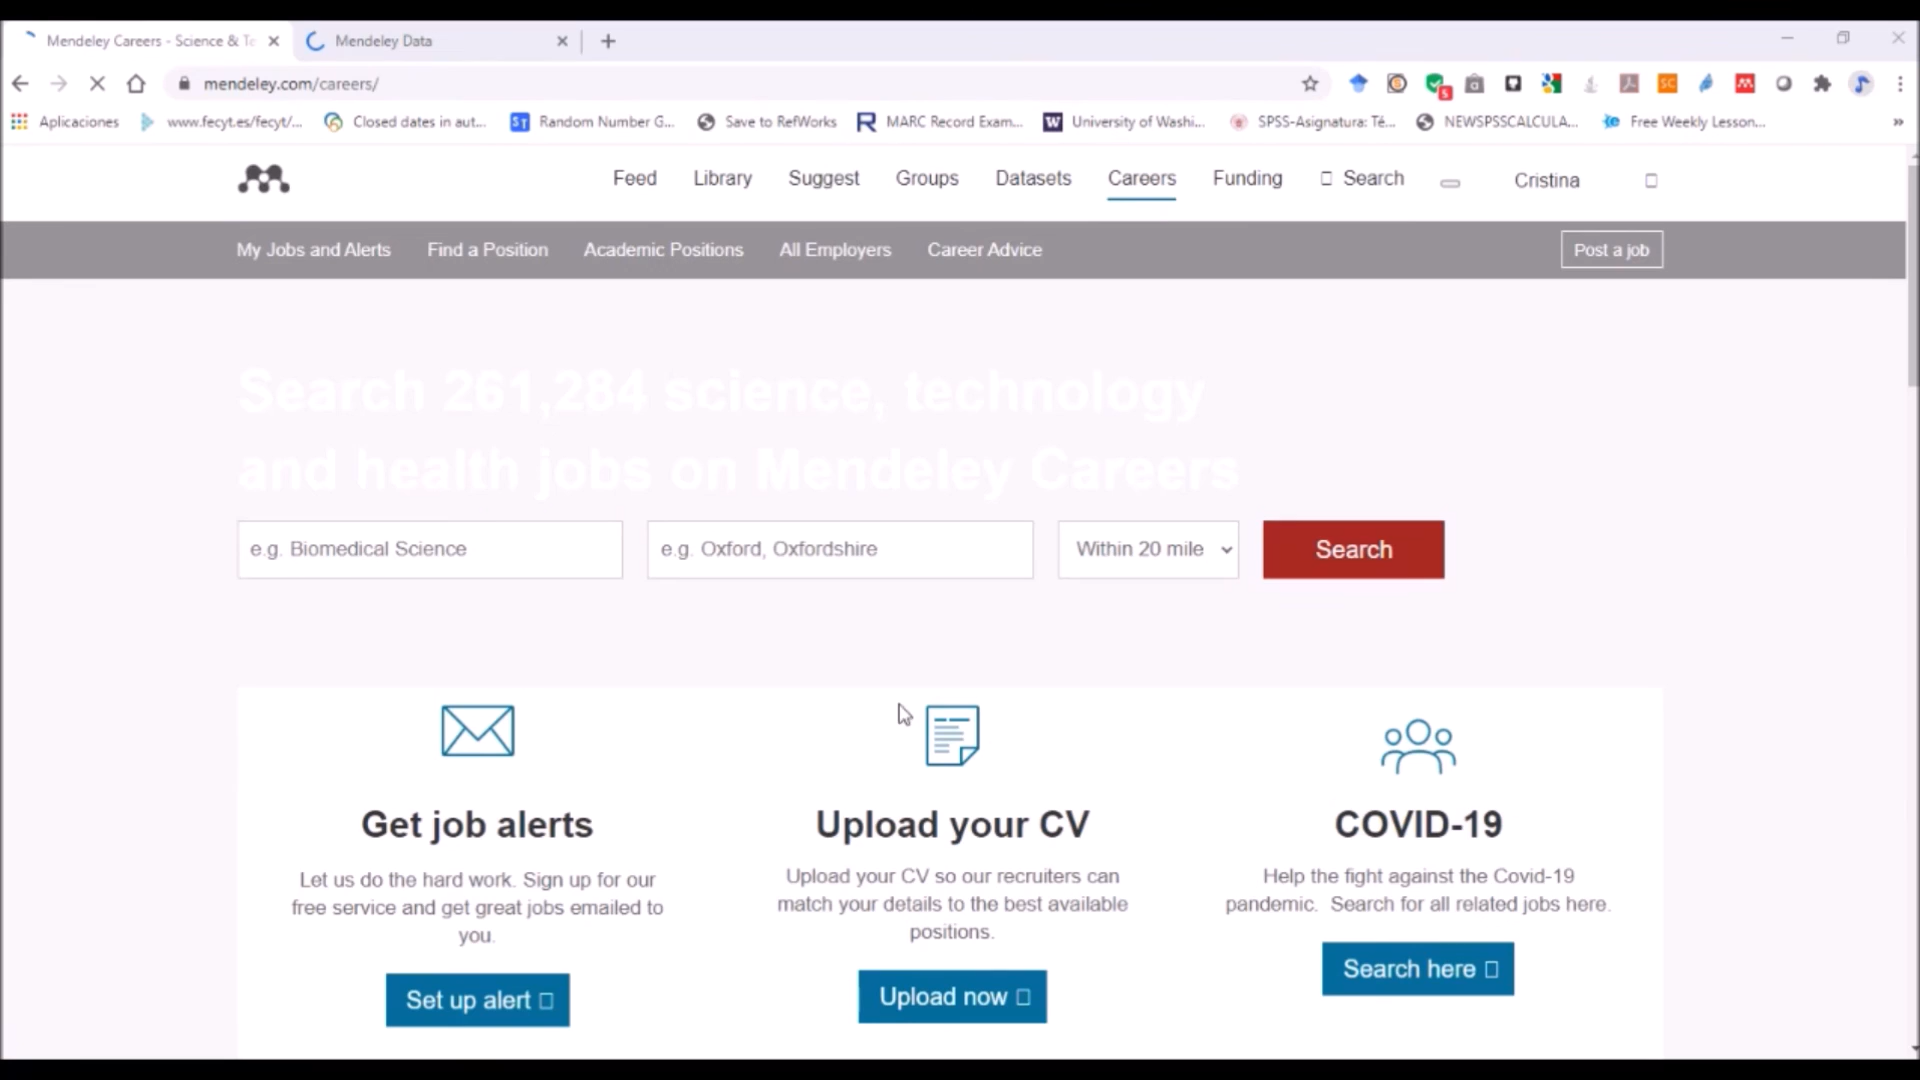 Mendeley Careers - Science & Te
Mendeley Data
mendeley.com/careers/
Aplicaciones
www.fecyt.es/fecyt/...
Closed dates in aut...
Random Number G...
Save to RefWorks
MARC Record Exam...
University of Washi...
SPSS-Asignatura: Té...
NEWSPSSCALCULA...
Free Weekly Lesson...
Feed
Library
Suggest
Groups
Datasets
Careers
Funding
Search
Cristina
My Jobs and Alerts
Find a Position
Academic Positions
All Employers
Career Advice
Post a job
Search 261,284 science, technology
and health jobs on Mendeley Careers
e.g. Biomedical Science
e.g. Oxford, Oxfordshire
Within 20 mile
Search
Get job alerts
Let us do the hard work. Sign up for our
free service and get great jobs emailed to
you.
Set up alert
Upload your CV
Upload your CV so our recruiters can
match your details to the best available
positions.
Upload now
COVID-19
Help the fight against the Covid-19
pandemic. Search for all related jobs here.
Search here